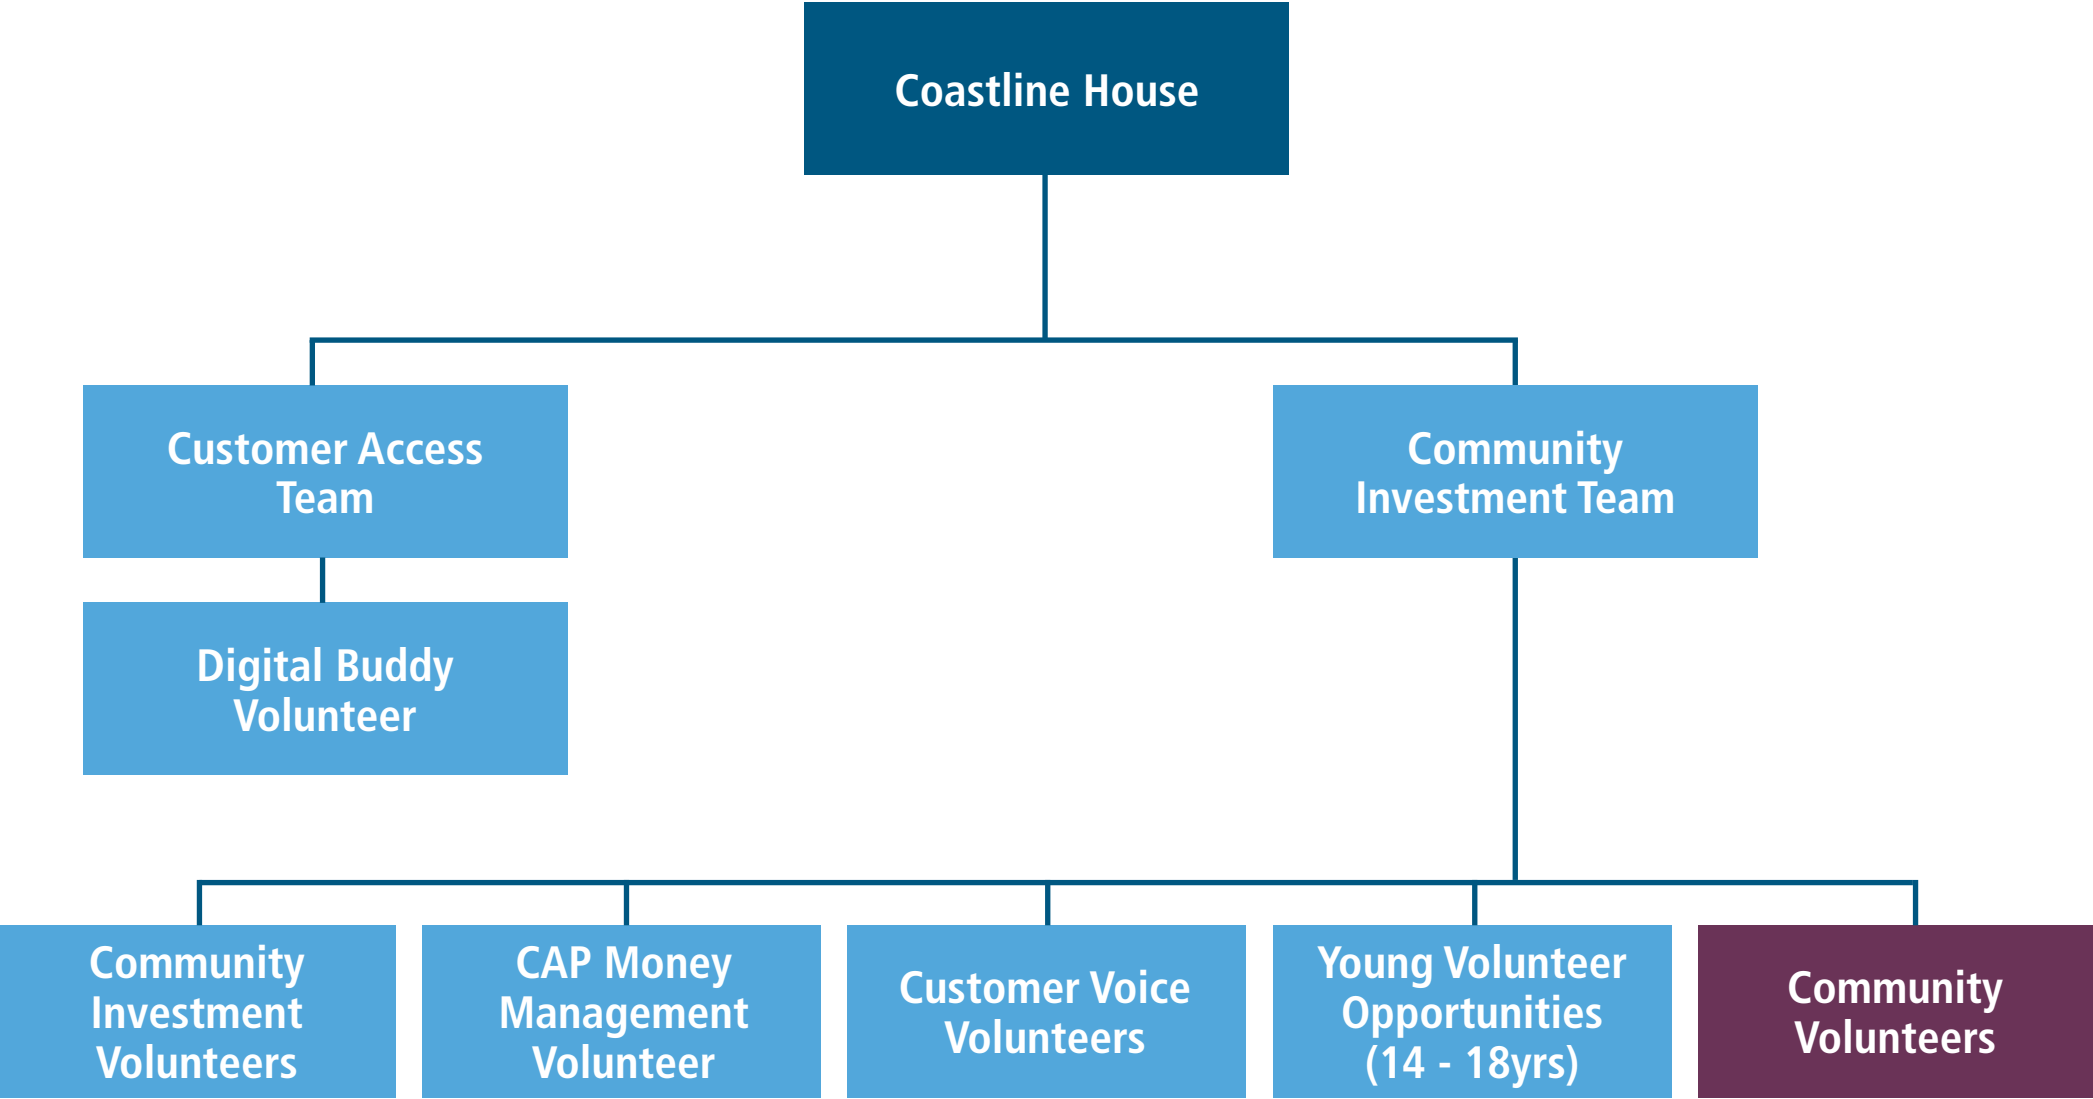 Coastline House
Customer Access
Team
Community
Investment Team
Digital Buddy
Volunteer
Community
Investment
Volunteers
CAP Money
Management
Volunteer
Customer Voice
Volunteers
Young Volunteer
Opportunities
(14 - 18yrs)
Community
Volunteers